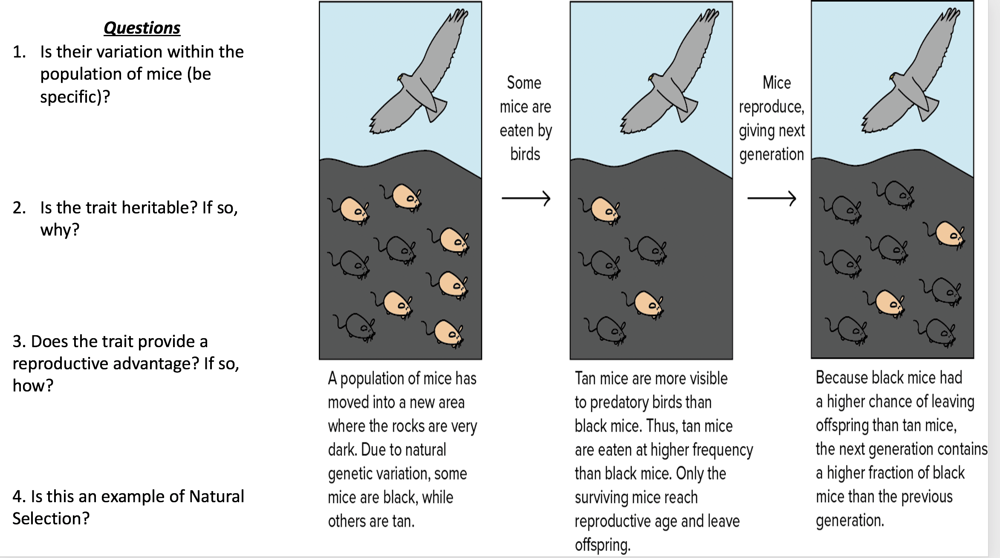 Questions
1. Is their variation within the
population of mice (be
specific)?
2. Is the trait heritable? If so,
why?
3. Does the trait provide a
reproductive advantage? If so,
how?
4. Is this an example of Natural
Selection?
Some
mice are
eaten by
birds
Mice
reproduce,
giving next
generation
A population of mice has
moved into a new area
where the rocks are very
dark. Due to natural
genetic variation, some
mice are black, while
others are tan.
Tan mice are more visible
to predatory birds than
black mice. Thus, tan mice
are eaten at higher frequency
than black mice. Only the
surviving mice reach
reproductive age and leave
offspring.
Because black mice had
a higher chance of leaving
offspring than tan mice,
the next generation contains
a higher fraction of black
mice than the previous
generation.